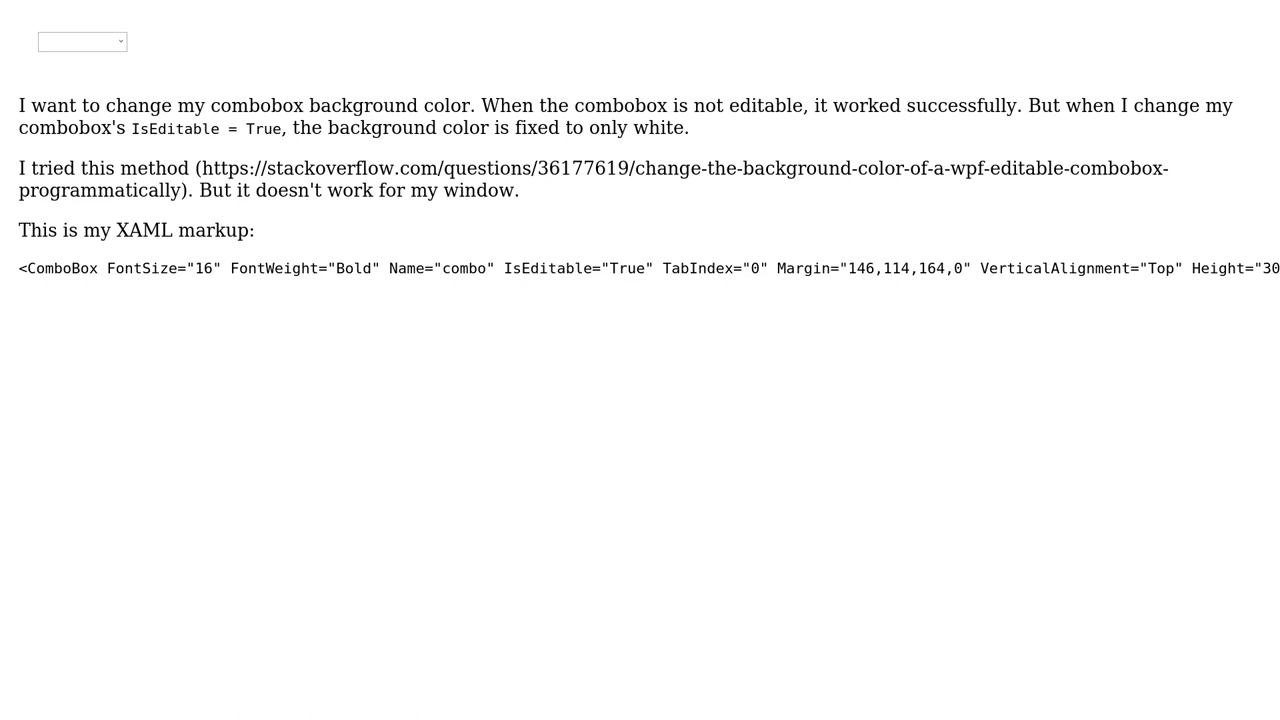 I want to change my combobox background color. When the combobox is not editable, it worked successfully. But when I change my
combobox's IsEditable = True, the background color is fixed to only white.
I tried this method (https://stackoverflow.com/questions/36177619/change-the-background-color-of-a-wpf-editable-combobox-
programmatically). But it doesn't work for my window.
This is my XAML markup:
<ComboBox FontSize="16" FontWeight="Bold" Name="combo" IsEditable="True" TabIndex="0" Margin="146,114,164,0" VerticalAlignment="Top" Height="30